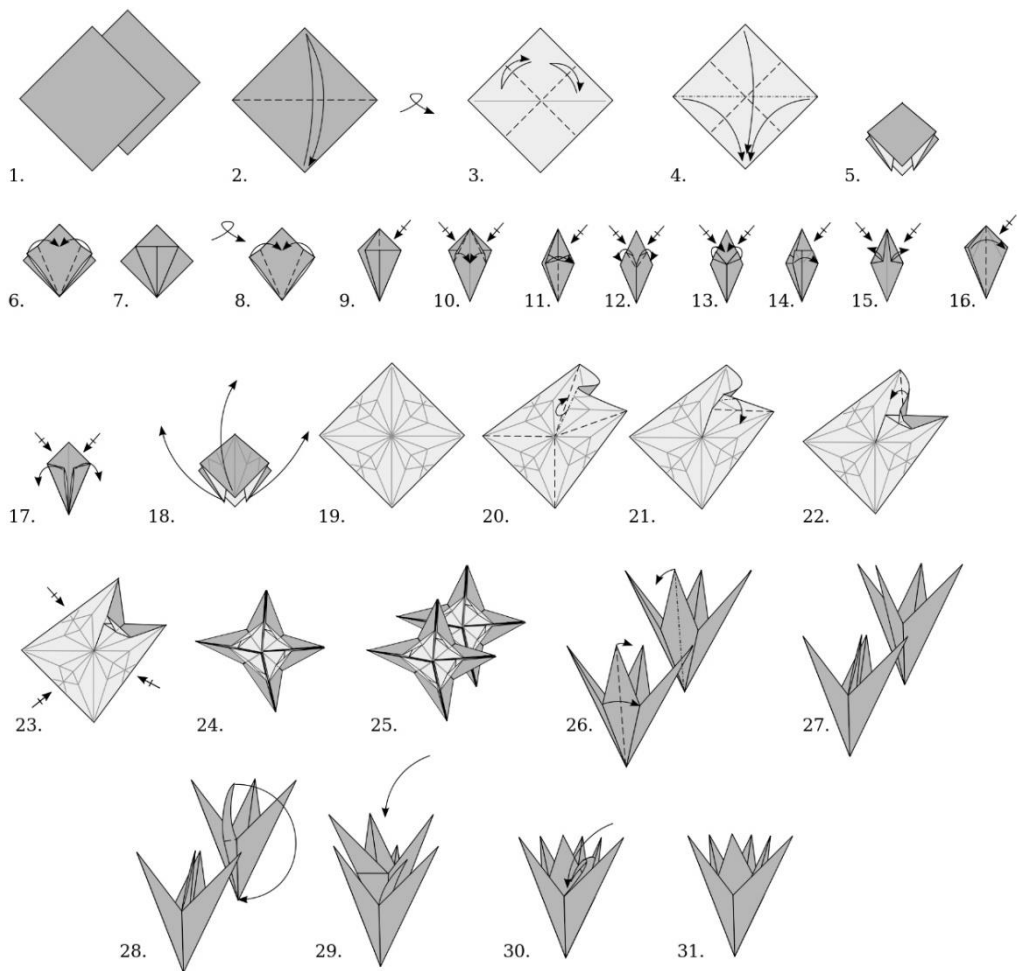 1. 2. 3. 4. 5.
6. 7. 8. 9. 10. 11. 12. 13. 14. 15. 16.
17. 18. 19. 20. 21. 22.
23. 24. 25. 26. 27.
28. 29. 30. 31.